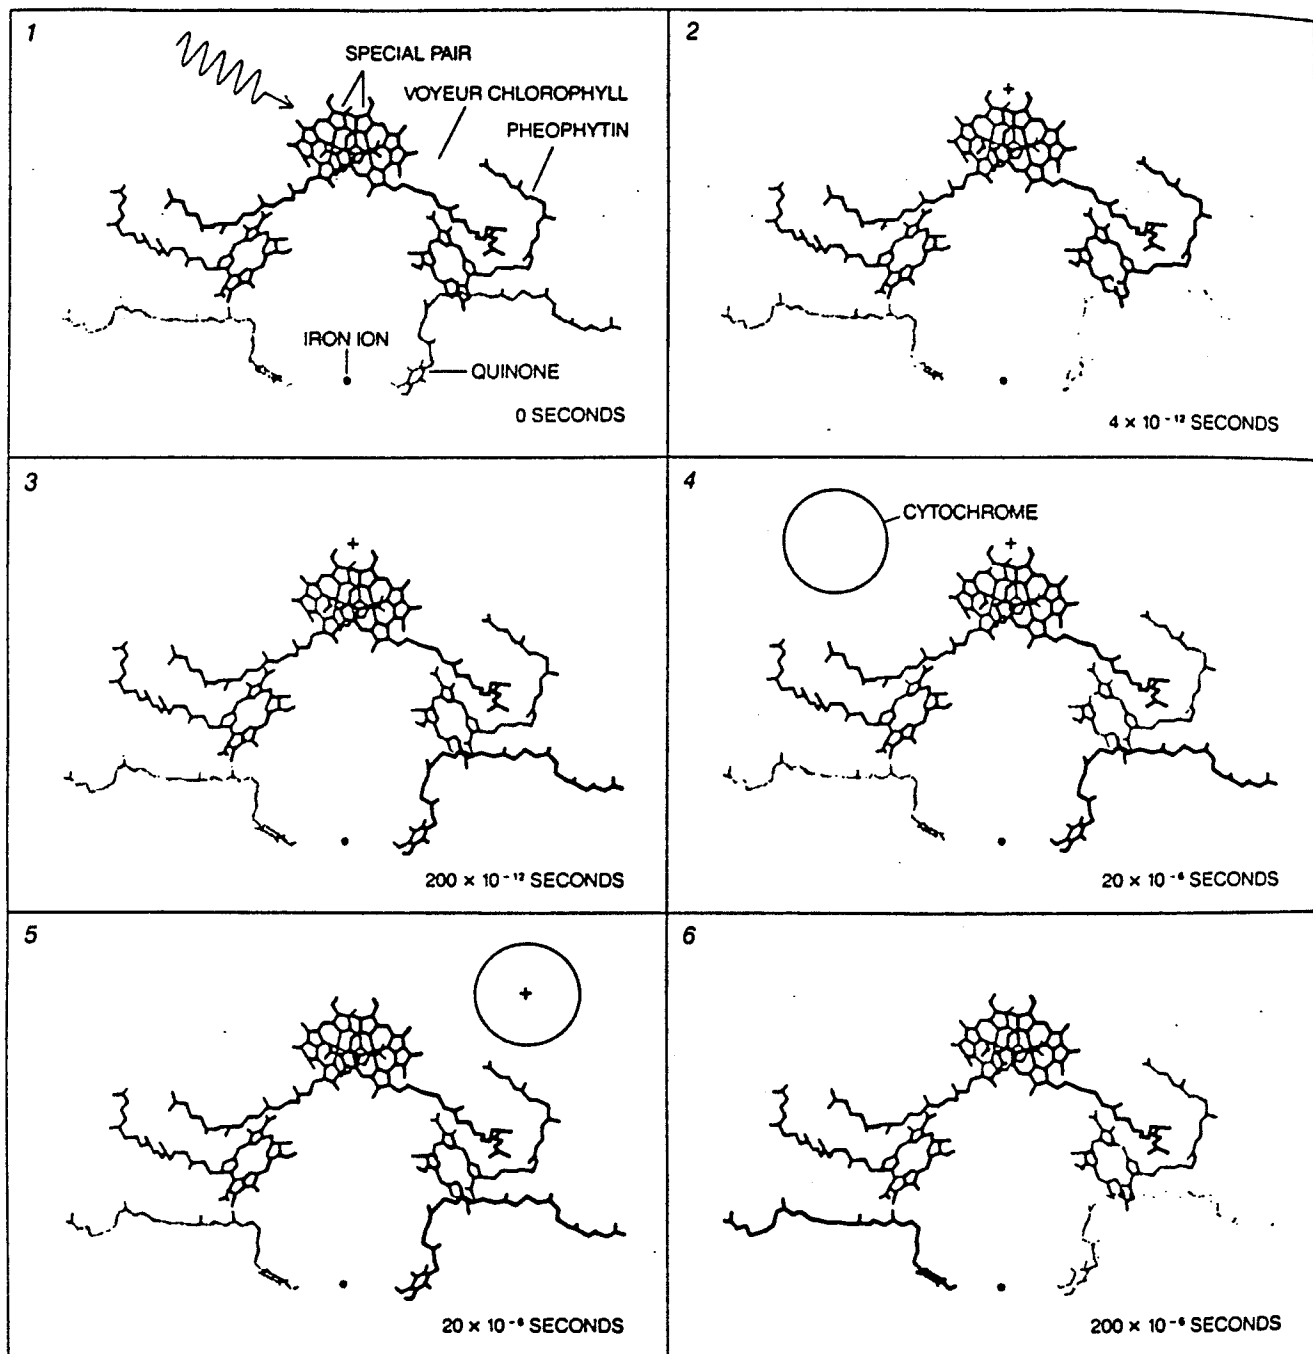 1
SPECIAL PAIR
VOYEUR CHLOROPHYLL
PHEOPHYTIN
IRON ION
QUINONE
0 SECONDS
2
+
4 × 10⁻¹² SECONDS
3
+
200 × 10⁻¹² SECONDS
4
CYTOCHROME
+
20 × 10⁻⁶ SECONDS
5
+
20 × 10⁻⁶ SECONDS
6
200 × 10⁻⁶ SECONDS